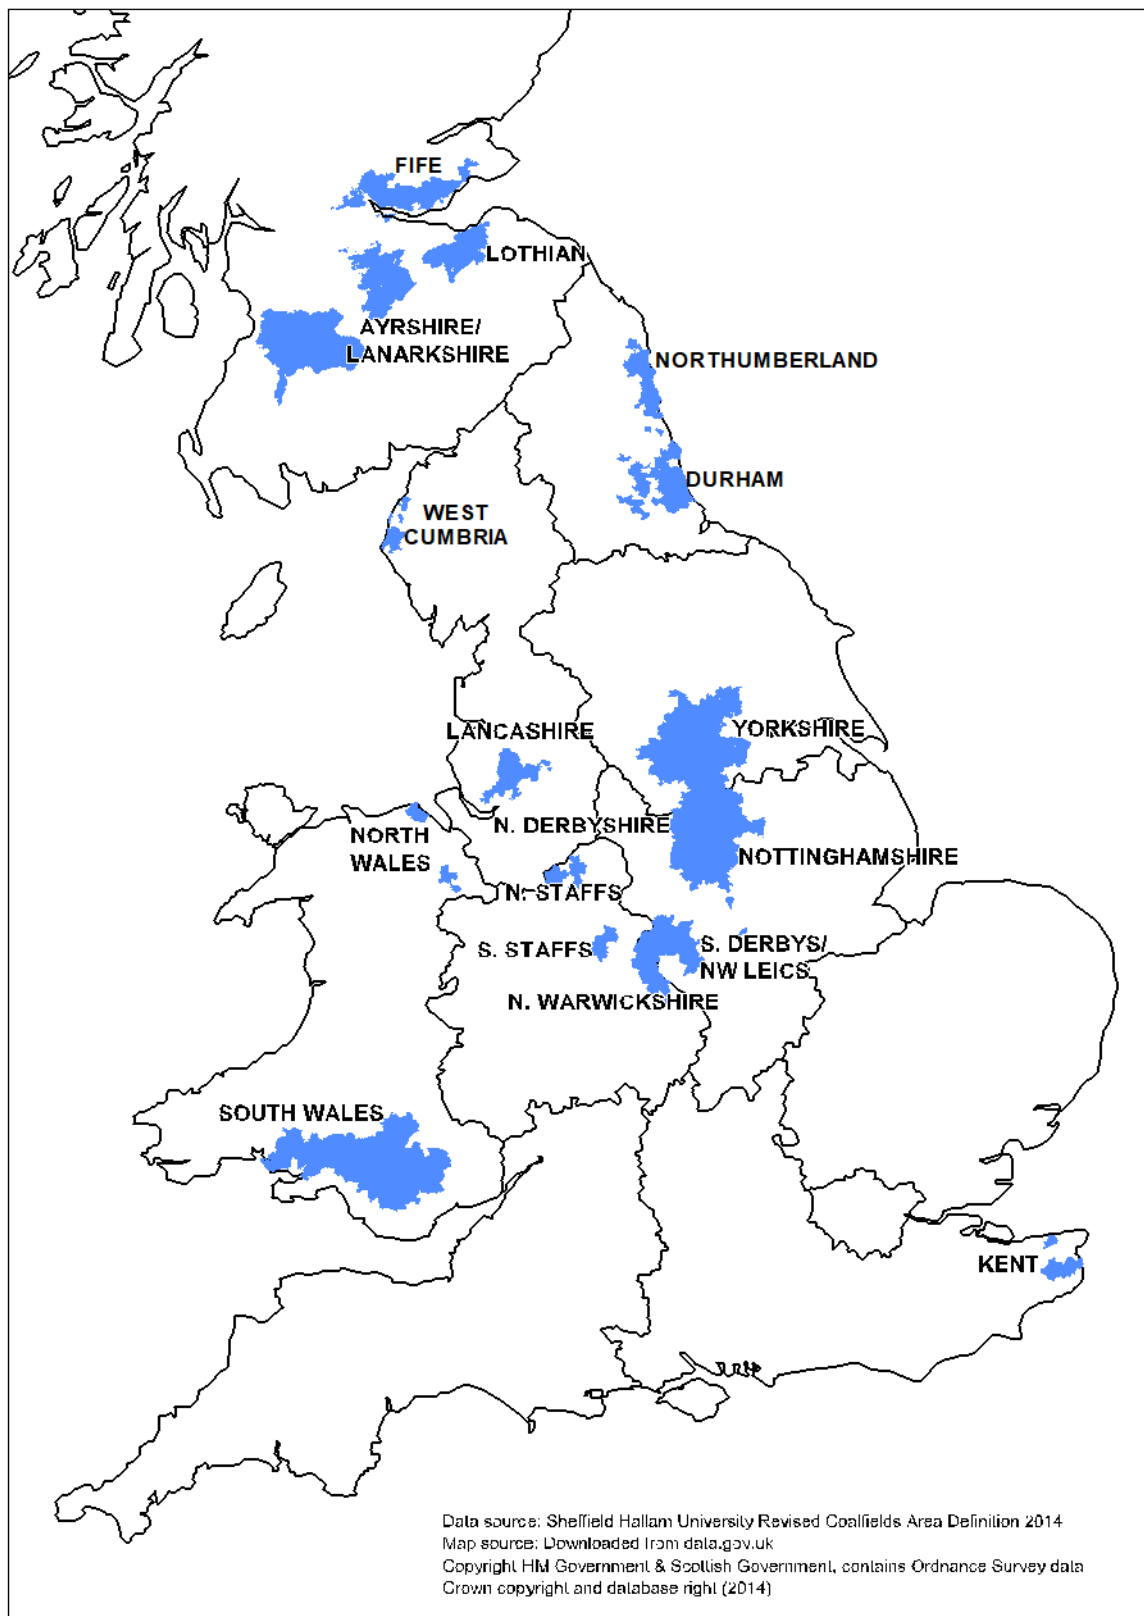 FIFE
LOTHIAN
AYRSHIRE/
LANARKSHIRE
NORTHUMBERLAND
DURHAM
WEST
CUMBRIA
LANCASHIRE
YORKSHIRE
N. DERBYSHIRE
NORTH
WALES
NOTTINGHAMSHIRE
N. STAFFS
S. STAFFS
S. DERBYS/
NW LEICS
N. WARWICKSHIRE
SOUTH WALES
KENT
Data source: Sheffield Hallam University Revised Coalfields Area Definition 2014
Map source: Downloaded from data.gov.uk
Copyright HM Government & Scottish Government, contains Ordnance Survey data
Crown copyright and database right (2014)